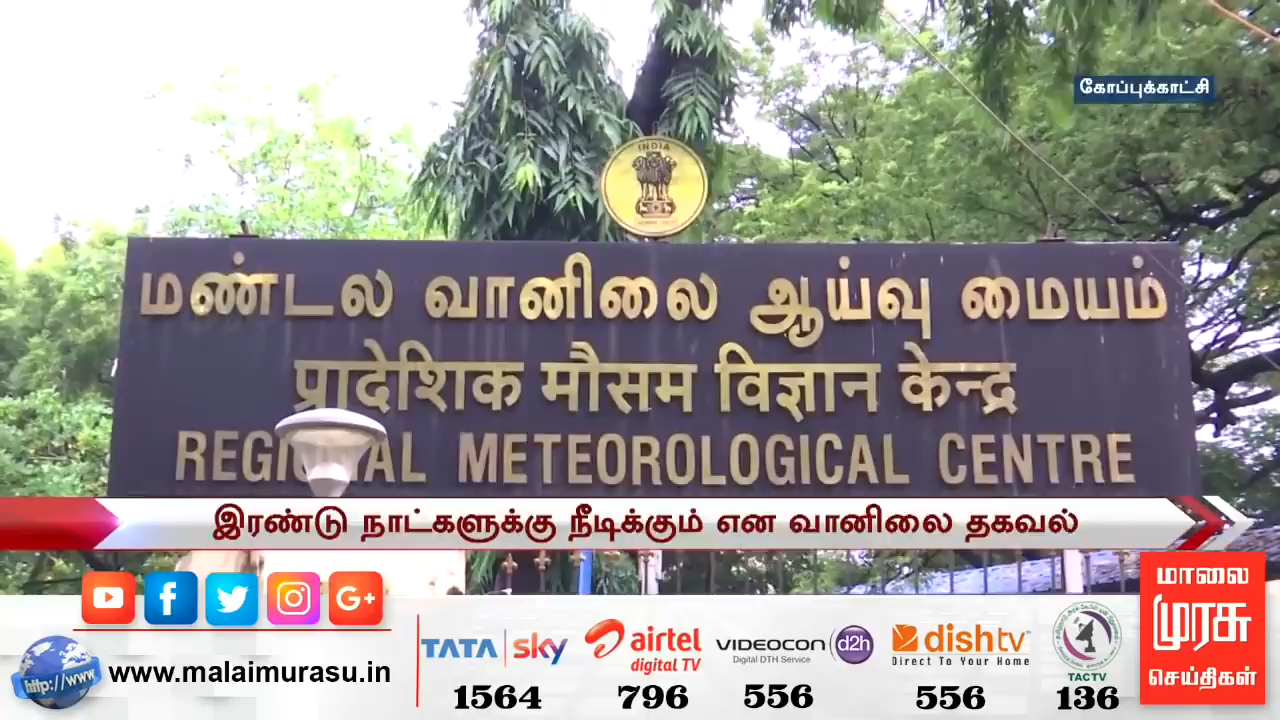 கோப்புக்காட்சி
INDIA
மண்டல வானிலை ஆய்வு மையம்
प्रादेशिक मौसम विज्ञान केन्द्र
REGIONAL METEOROLOGICAL CENTRE
இரண்டு நாட்களுக்கு நீடிக்கும் என வானிலை தகவல்
மாலை
முரசு
செய்திகள்
G+
http://www
www.malaimurasu.in
TATA sky
1564
airtel
digital TV
796
VIDEOCON d2h
Digital DTH Service
556
dishtv
Direct To Your Home
556
TACTV
136